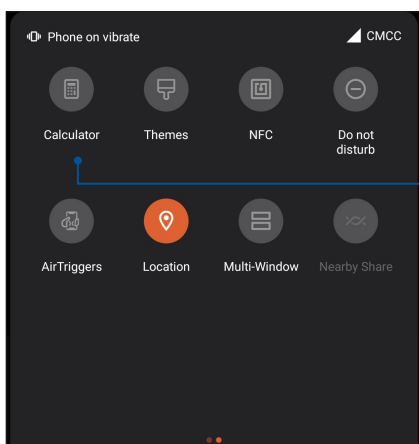 Phone on vibrate CMCC
Calculator Themes NFC Do not
disturb
AirTriggers Location Multi-Window Nearby Share